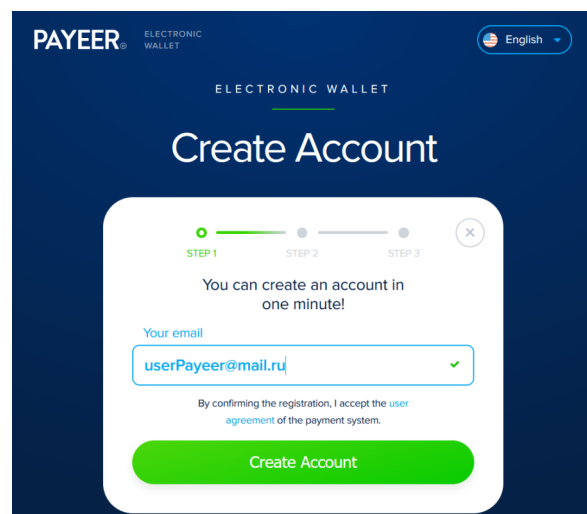 PAYEER®
ELECTRONIC
WALLET
English
ELECTRONIC WALLET
Create Account
STEP 1 STEP 2 STEP 3
You can create an account in
one minute!
Your email
userPayeer@mail.ru
By confirming the registration, I accept the user
agreement of the payment system.
Create Account